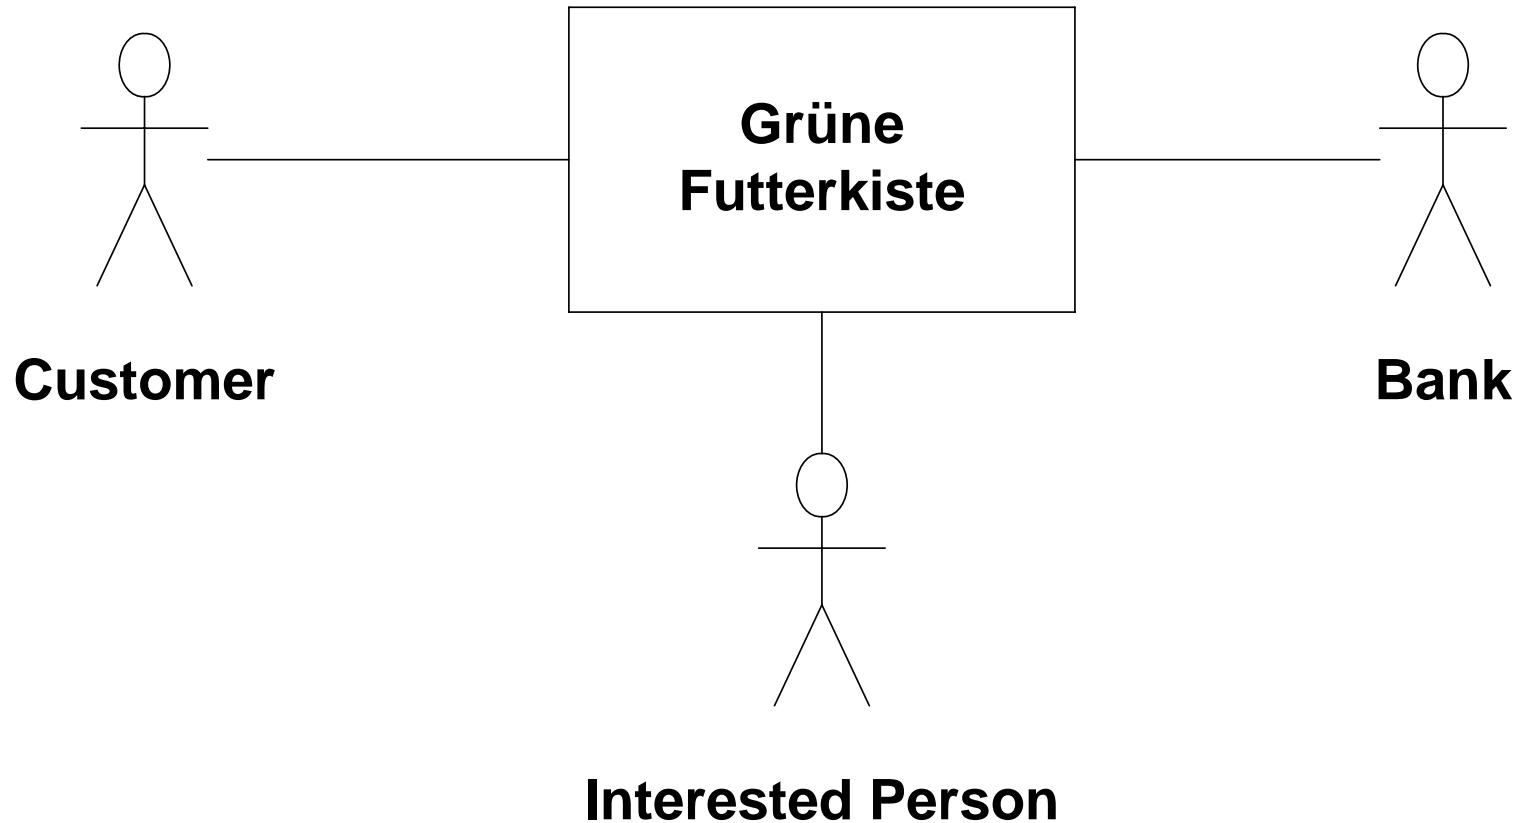 Grüne
Futterkiste
Customer
Bank
Interested Person